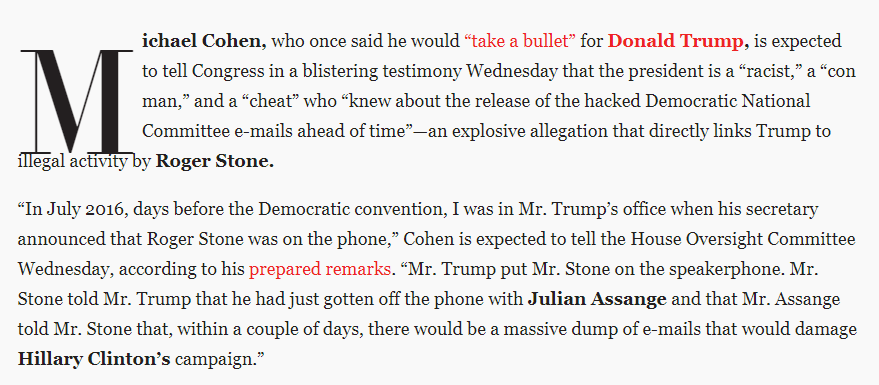 Michael Cohen, who once said he would “take a bullet” for Donald Trump, is expected
to tell Congress in a blistering testimony Wednesday that the president is a “racist,” a “con
man,” and a “cheat” who “knew about the release of the hacked Democratic National
Committee e-mails ahead of time”—an explosive allegation that directly links Trump to
illegal activity by Roger Stone.
“In July 2016, days before the Democratic convention, I was in Mr. Trump’s office when his secretary
announced that Roger Stone was on the phone,” Cohen is expected to tell the House Oversight Committee
Wednesday, according to his prepared remarks. “Mr. Trump put Mr. Stone on the speakerphone. Mr.
Stone told Mr. Trump that he had just gotten off the phone with Julian Assange and that Mr. Assange
told Mr. Stone that, within a couple of days, there would be a massive dump of e-mails that would damage
Hillary Clinton’s campaign.”